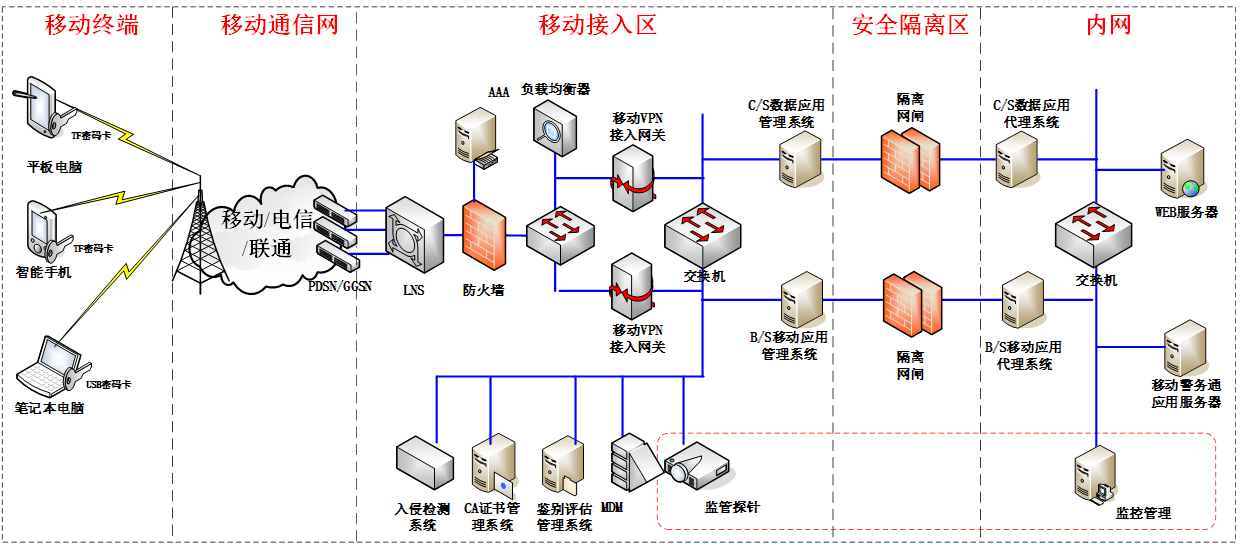 移动终端
移动通信网
移动接入区
安全隔离区
内网
TF密码卡
平板电脑
TF密码卡
智能手机
USB密码卡
笔记本电脑
移动/电信
/联通
PDSN/GGSN
LNS
防火墙
AAA
负载均衡器
移动VPN
接入网关
移动VPN
接入网关
交换机
C/S数据应用
管理系统
B/S移动应用
管理系统
入侵检测
系统
CA证书管
理系统
鉴别评估
管理系统
MDM
监管探针
隔离
网闸
隔离
网闸
C/S数据应用
代理系统
B/S移动应用
代理系统
交换机
WEB服务器
移动警务通
应用服务器
监控管理